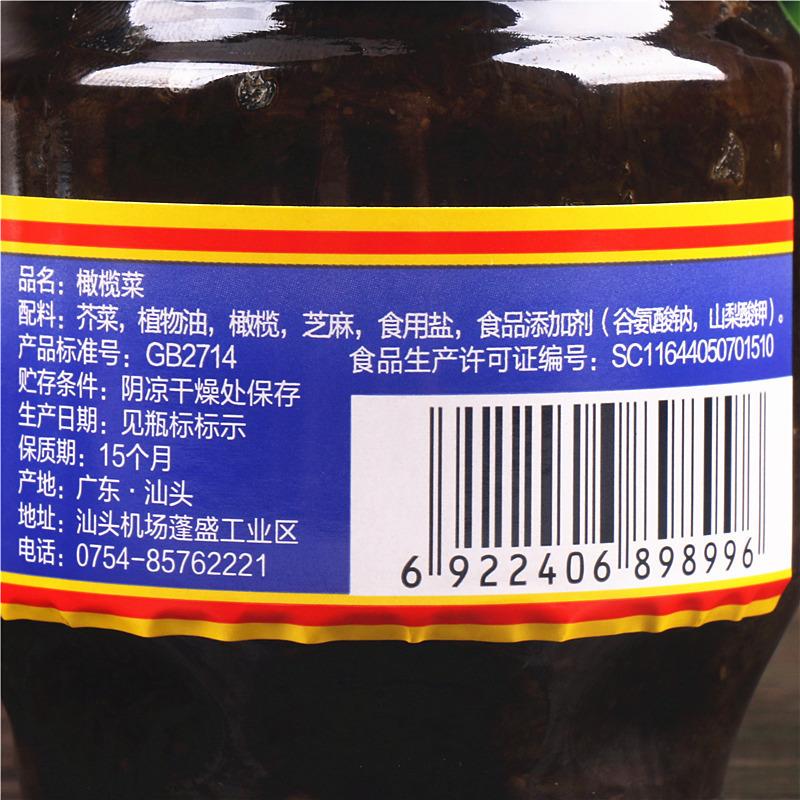 品名：橄榄菜
配料：芥菜，植物油，橄榄，芝麻，食用盐，食品添加剂（谷氨酸钠，山梨酸钾）。
产品标准号：GB2714 食品生产许可证编号：SC11644050701510
贮存条件：阴凉干燥处保存
生产日期：见瓶标标示
保质期：15个月
产地：广东·汕头
地址：汕头机场蓬盛工业区
电话：0754-85762221
6 922406 898996